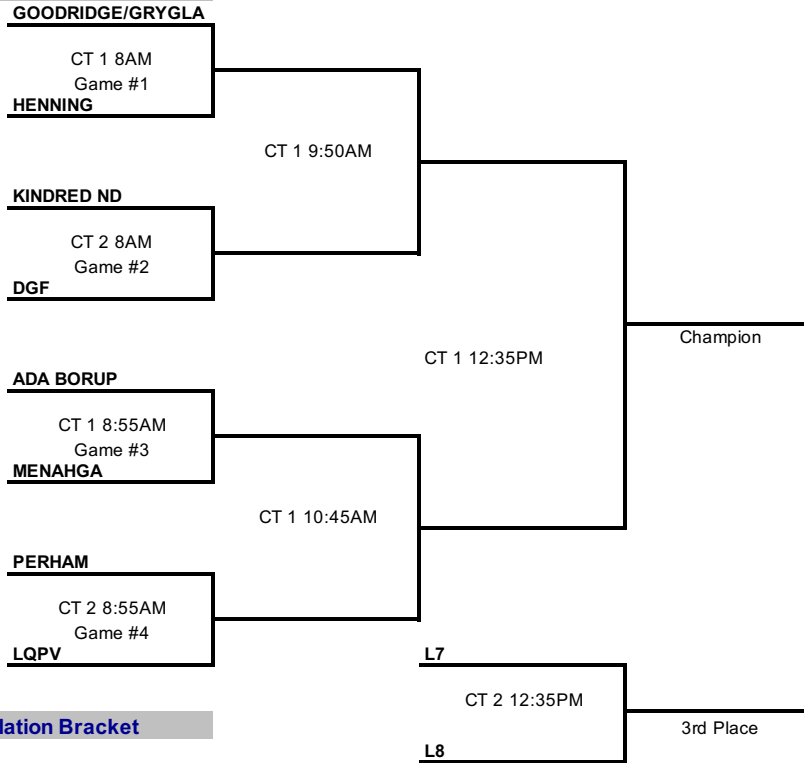 GOODRIDGE/GRYGLA
CT 1 8AM
Game #1
HENNING
CT 1 9:50AM
KINDRED ND
CT 2 8AM
Game #2
DGF
CT 1 12:35PM
Champion
ADA BORUP
CT 1 8:55AM
Game #3
MENAHGA
CT 1 10:45AM
PERHAM
CT 2 8:55AM
Game #4
LQPV
L7
CT 2 12:35PM
3rd Place
L8
lation Bracket